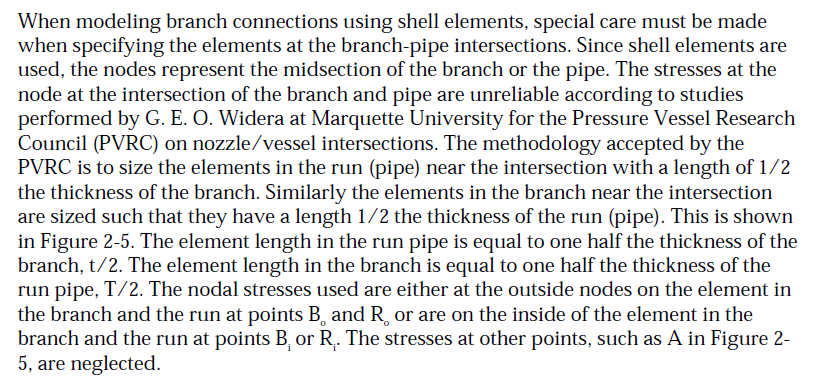 When modeling branch connections using shell elements, special care must be made
when specifying the elements at the branch-pipe intersections. Since shell elements are
used, the nodes represent the midsection of the branch or the pipe. The stresses at the
node at the intersection of the branch and pipe are unreliable according to studies
performed by G. E. O. Widera at Marquette University for the Pressure Vessel Research
Council (PVRC) on nozzle/vessel intersections. The methodology accepted by the
PVRC is to size the elements in the run (pipe) near the intersection with a length of 1/2
the thickness of the branch. Similarly the elements in the branch near the intersection
are sized such that they have a length 1/2 the thickness of the run (pipe). This is shown
in Figure 2-5. The element length in the run pipe is equal to one half the thickness of the
branch, t/2. The element length in the branch is equal to one half the thickness of the
run pipe, T/2. The nodal stresses used are either at the outside nodes on the element in
the branch and the run at points Bₒ and Rₒ or are on the inside of the element in the
branch and the run at points Bᵢ or Rᵢ. The stresses at other points, such as A in Figure 2-
5, are neglected.